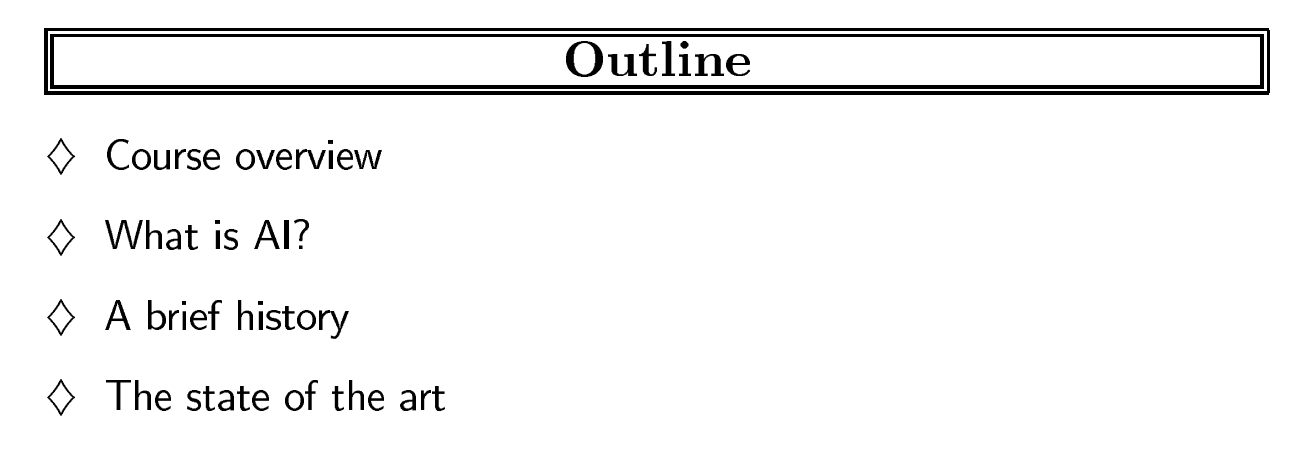 Outline
♢ Course overview
♢ What is AI?
♢ A brief history
♢ The state of the art